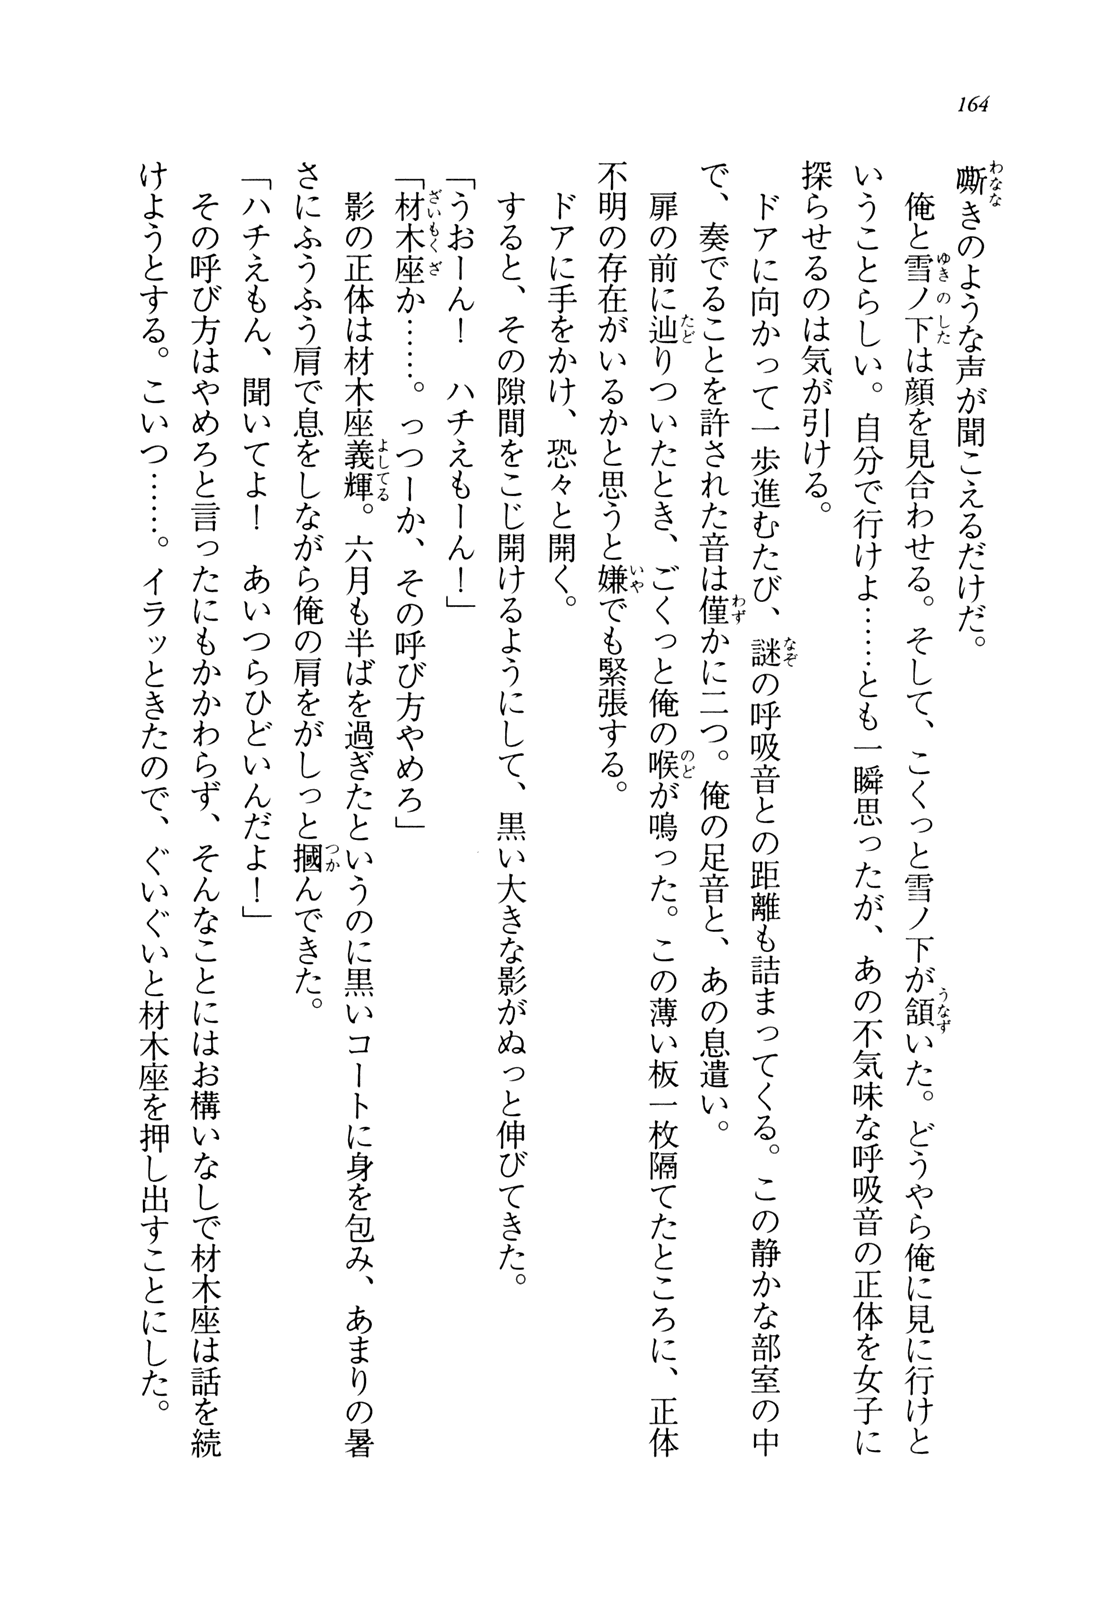 164
嘶きのような声が聞こえるだけだ。
　俺と雪ノ下は顔を見合わせる。そして、こくっと雪ノ下が頷いた。どうやら俺に見に行けと
いうことらしい。自分で行けよ……とも一瞬思ったが、あの不気味な呼吸音の正体を女子に
探らせるのは気が引ける。
　ドアに向かって一歩進むたび、謎の呼吸音との距離も詰まってくる。この静かな部室の中
で、奏でることを許された音は僅かに二つ。俺の足音と、あの息遣い。
　扉の前に辿りついたとき、ごくっと俺の喉が鳴った。この薄い板一枚隔てたところに、正体
不明の存在がいるかと思うと嫌でも緊張する。
　ドアに手をかけ、恐々と開く。
　すると、その隙間をこじ開けるようにして、黒い大きな影がぬっと伸びてきた。
「うおーん！　ハチえもーん！」
「材木座か……。っつーか、その呼び方やめろ」
　影の正体は材木座義輝。六月も半ばを過ぎたというのに黒いコートに身を包み、あまりの暑
さにふうふう肩で息をしながら俺の肩をがしっと摑んできた。
「ハチえもん、聞いてよ！　あいつらひどいんだよ！」
　その呼び方はやめろと言ったにもかかわらず、そんなことにはお構いなしで材木座は話を続
けようとする。こいつ……。イラッときたので、ぐいぐいと材木座を押し出すことにした。